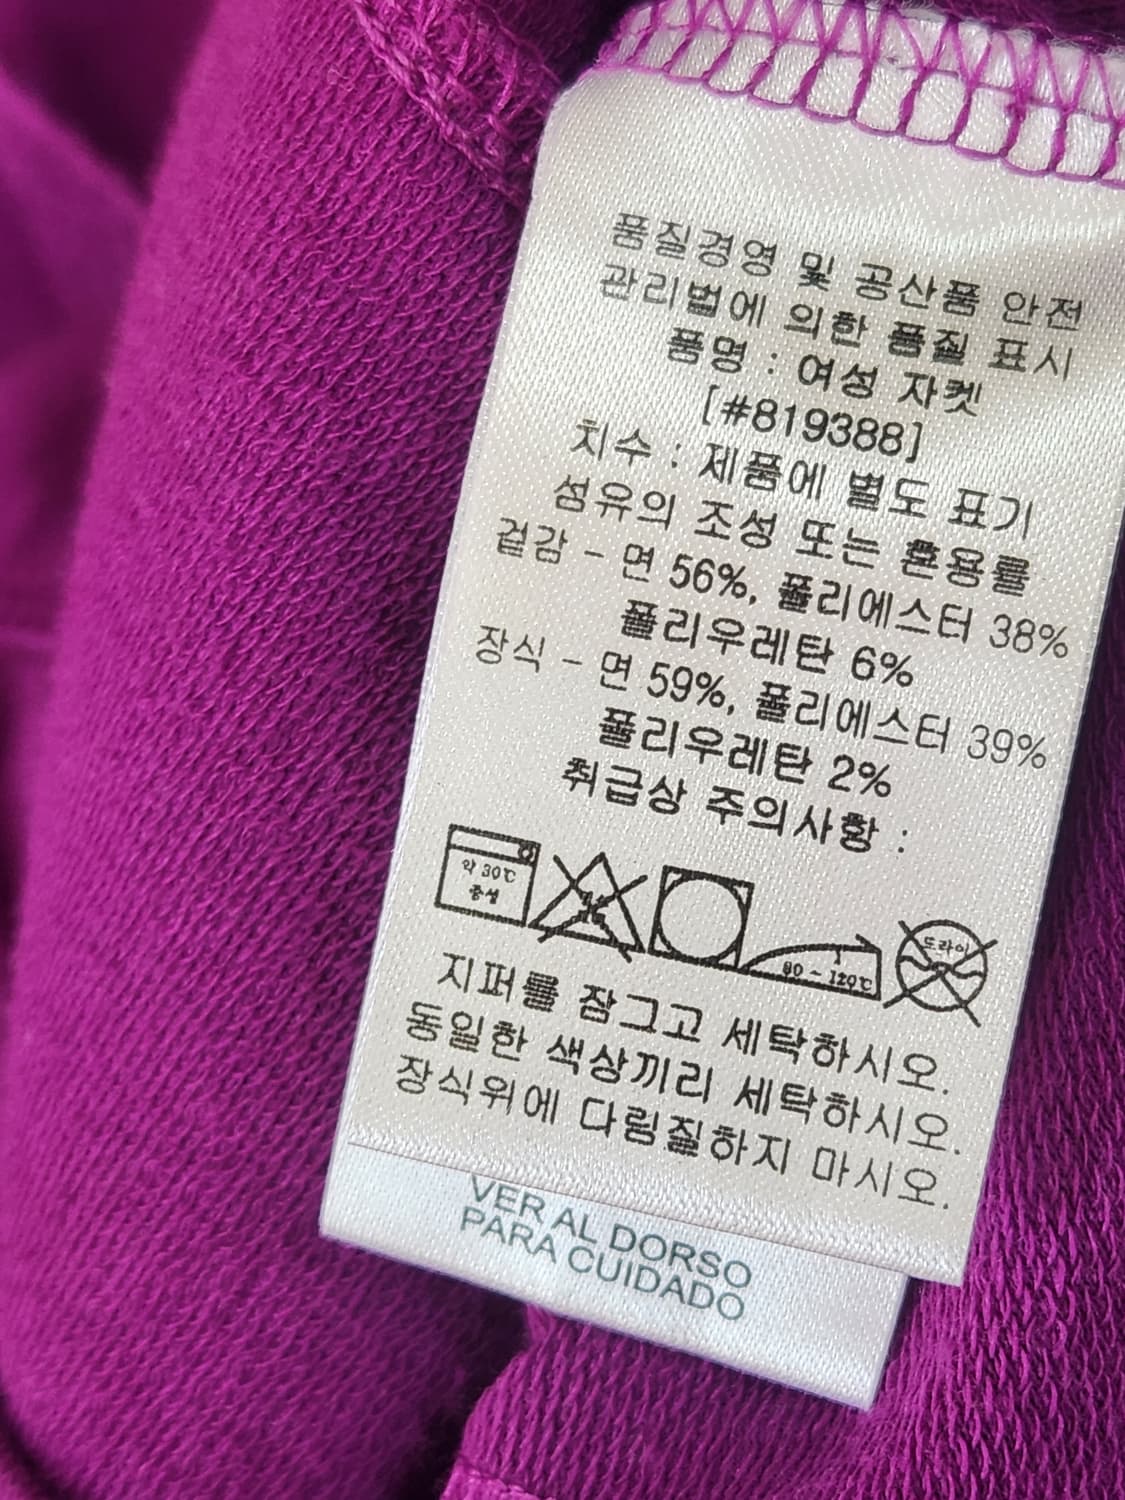 품질경영 및 공산품 안전
관리법에 의한 품질 표시
품명 : 여성 자켓
[#819388]
치수 : 제품에 별도 표기
섬유의 조성 또는 혼용률
겉감 - 면 56%, 폴리에스터 38%
폴리우레탄 6%
장식 - 면 59%, 폴리에스터 39%
폴리우레탄 2%
취급상 주의사항 :
약 30℃
중성
80 ~ 120℃
드라이
지퍼를 잠그고 세탁하시오.
동일한 색상끼리 세탁하시오.
장식위에 다림질하지 마시오.
VER AL DORSO
PARA CUIDADO